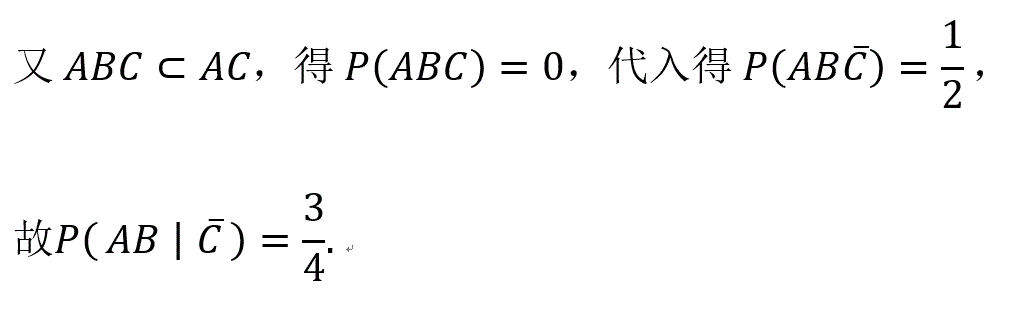 又 ABC ⊂ AC，得 P(ABC) = 0，代入得 P(ABC̄) = 1/2，
故P( AB | C̄ ) = 3/4.